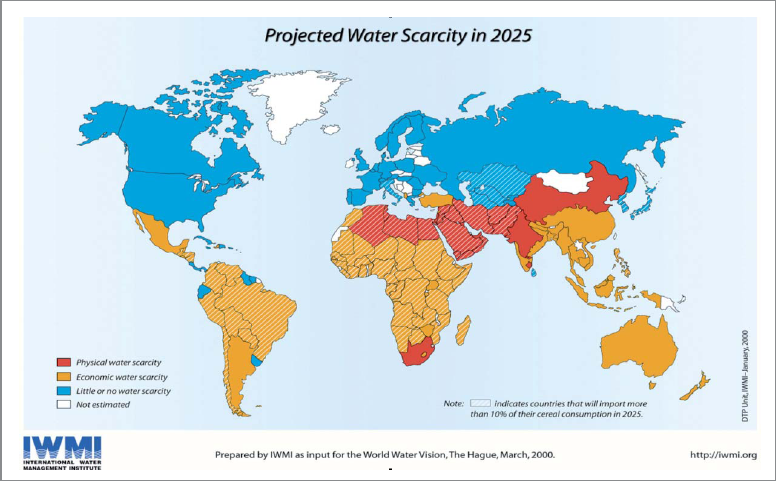 Projected Water Scarcity in 2025
Physical water scarcity
Economic water scarcity
Little or no water scarcity
Not estimated
Note: Indicates countries that will import more
than 10% of their cereal consumption in 2025.
DTP Unit, IWMI-January, 2000
IWMI
INTERNATIONAL WATER
MANAGEMENT INSTITUTE
Prepared by IWMI as input for the World Water Vision, The Hague, March, 2000.
http://iwmi.org